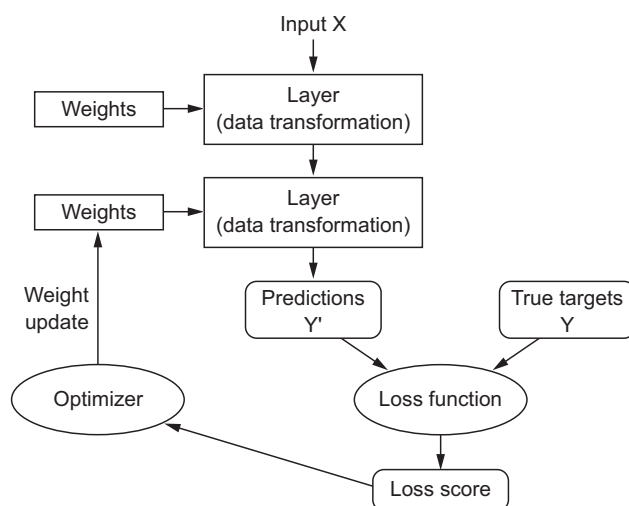 Input X
Layer
(data transformation)
Weights
Layer
(data transformation)
Weights
Predictions
Y'
True targets
Y
Weight
update
Optimizer
Loss function
Loss score